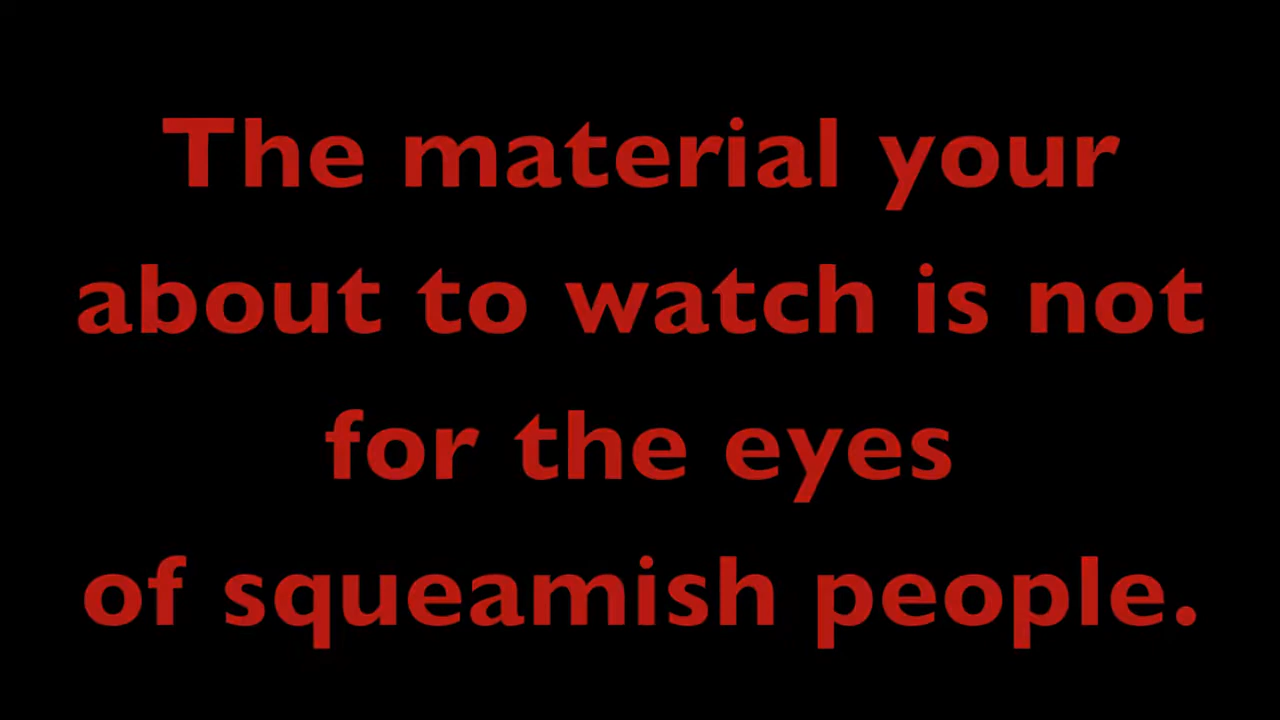 The material your
about to watch is not
for the eyes
of squeamish people.